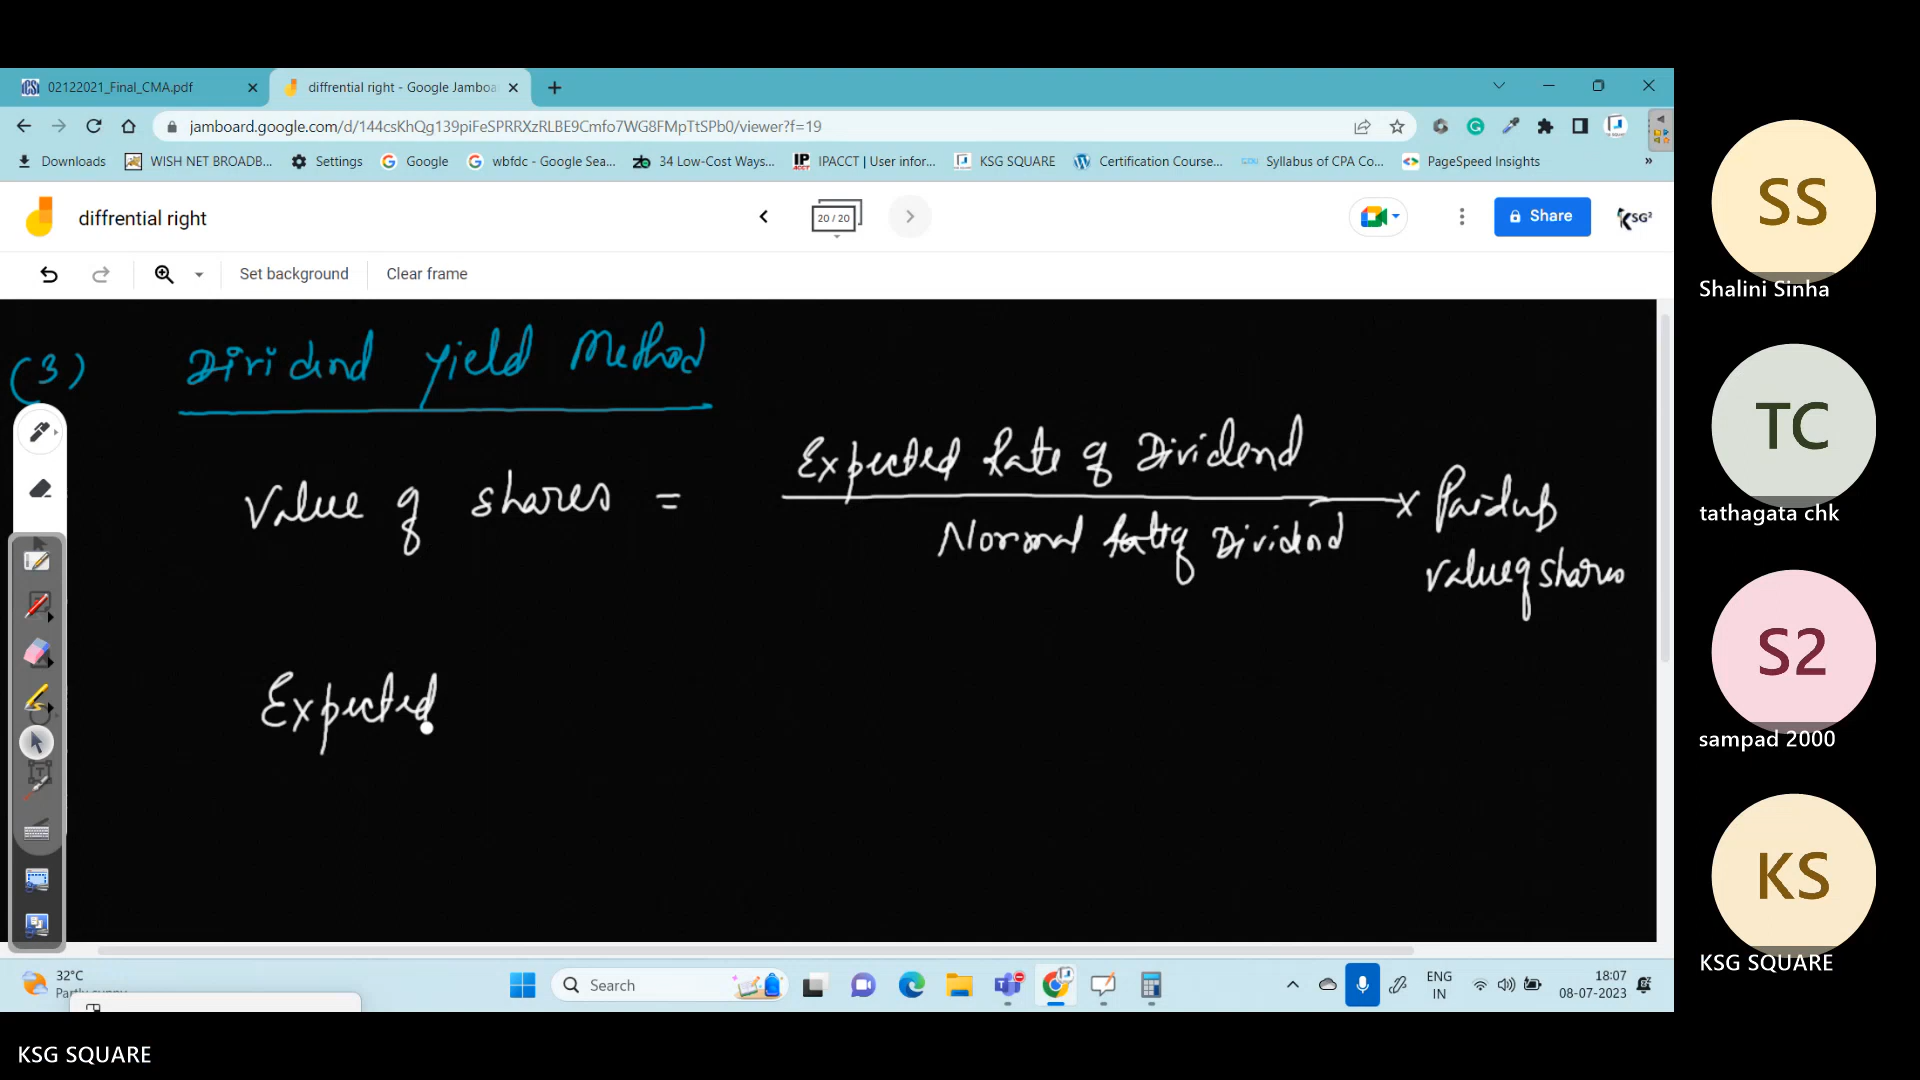 02122021_Final_CMA.pdf
diffrential right - Google Jamboa
jamboard.google.com/d/144csKhQg139piFeSPRRXzRLBE9Cmfo7WG8FMpTtSPb0/viewer?f=19
Downloads WISH NET BROADB... Settings Google wbfdc - Google Sea... 34 Low-Cost Ways... IPACCT | User infor... KSG SQUARE Certification Course... Syllabus of CPA Co... PageSpeed Insights »
diffrential right
20 / 20
Share
KSG²
Set background
Clear frame
(3) Dividend Yield Method
Value of shares = Expected Rate of Dividend
Normal Rate of Dividend
x Paidup
value of shares
Expected
32°C
Search
ENG
IN
18:07
08-07-2023
SS
Shalini Sinha
TC
tathagata chk
S2
sampad 2000
KS
KSG SQUARE
KSG SQUARE